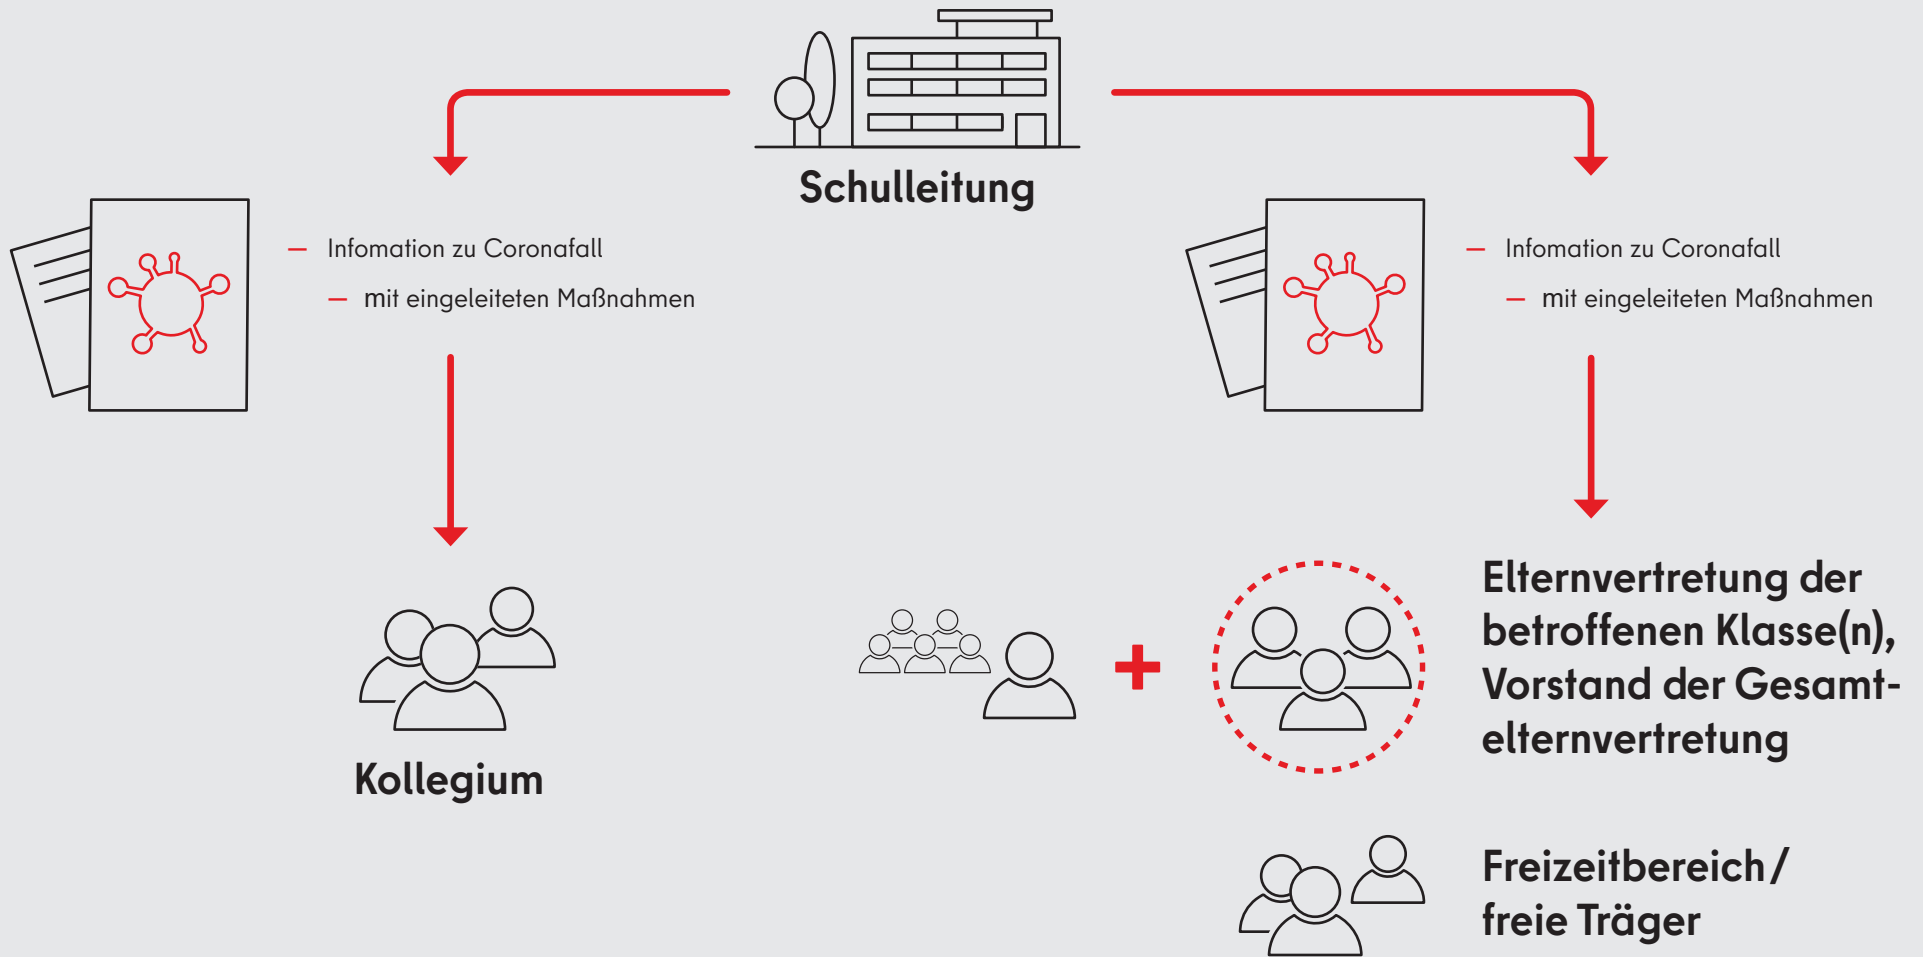 Schulleitung
— Infomation zu Coronafall
— mit eingeleiteten Maßnahmen
— Infomation zu Coronafall
— mit eingeleiteten Maßnahmen
Kollegium
Elternvertretung der
betroffenen Klasse(n),
Vorstand der Gesamt-
elternvertretung
Freizeitbereich/
freie Träger